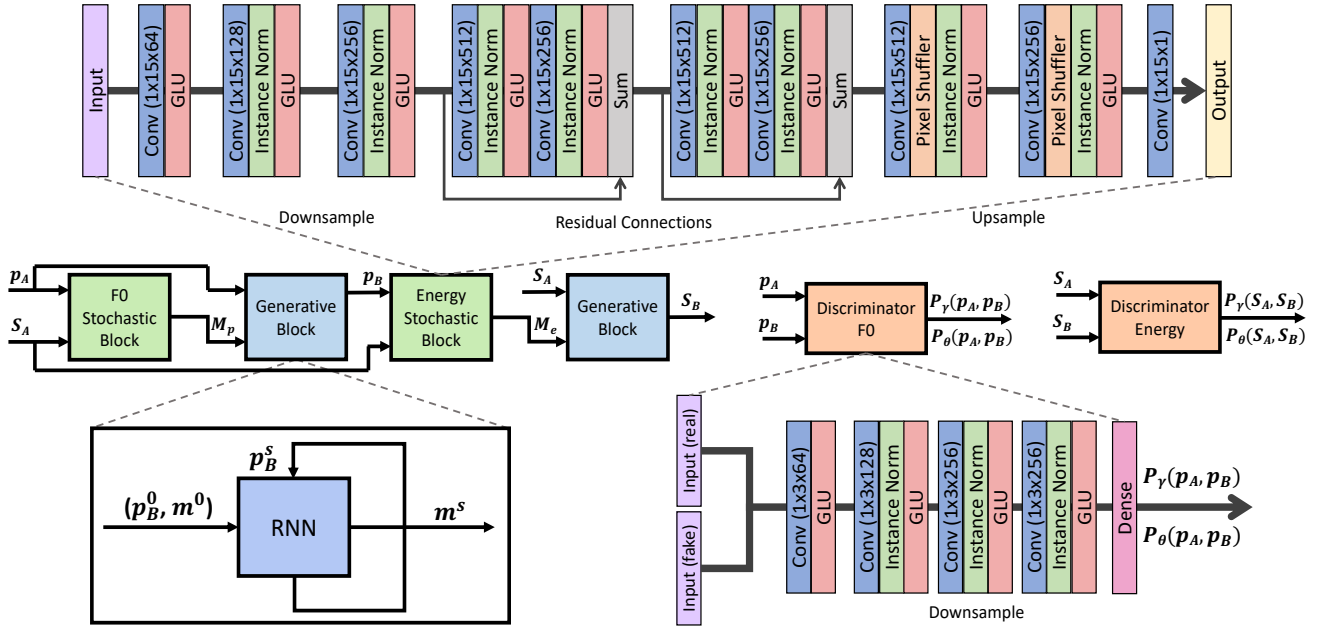 Input
Conv (1x15x64)
GLU
Conv (1x15x128)
Instance Norm
GLU
Conv (1x15x256)
Instance Norm
GLU
Conv (1x15x512)
Instance Norm
GLU
Conv (1x15x256)
Instance Norm
GLU
Sum
Conv (1x15x512)
Instance Norm
GLU
Conv (1x15x256)
Instance Norm
GLU
Sum
Conv (1x15x512)
Pixel Shuffler
Instance Norm
GLU
Conv (1x15x256)
Pixel Shuffler
Instance Norm
GLU
Conv (1x15x1)
Output
Downsample
Residual Connections
Upsample
p_A
S_A
F0
Stochastic
Block
M_p
Generative
Block
p_B
Energy
Stochastic
Block
S_A
M_e
Generative
Block
S_B
p_A
p_B
Discriminator
F0
P_γ(p_A, p_B)
P_θ(p_A, p_B)
S_A
S_B
Discriminator
Energy
P_γ(S_A, S_B)
P_θ(S_A, S_B)
p_B^s
(p_B^0, m^0)
RNN
m^s
Input (real)
Input (fake)
Conv (1x3x64)
GLU
Conv (1x3x128)
Instance Norm
GLU
Conv (1x3x256)
Instance Norm
GLU
Conv (1x3x256)
Instance Norm
GLU
Dense
P_γ(p_A, p_B)
P_θ(p_A, p_B)
Downsample